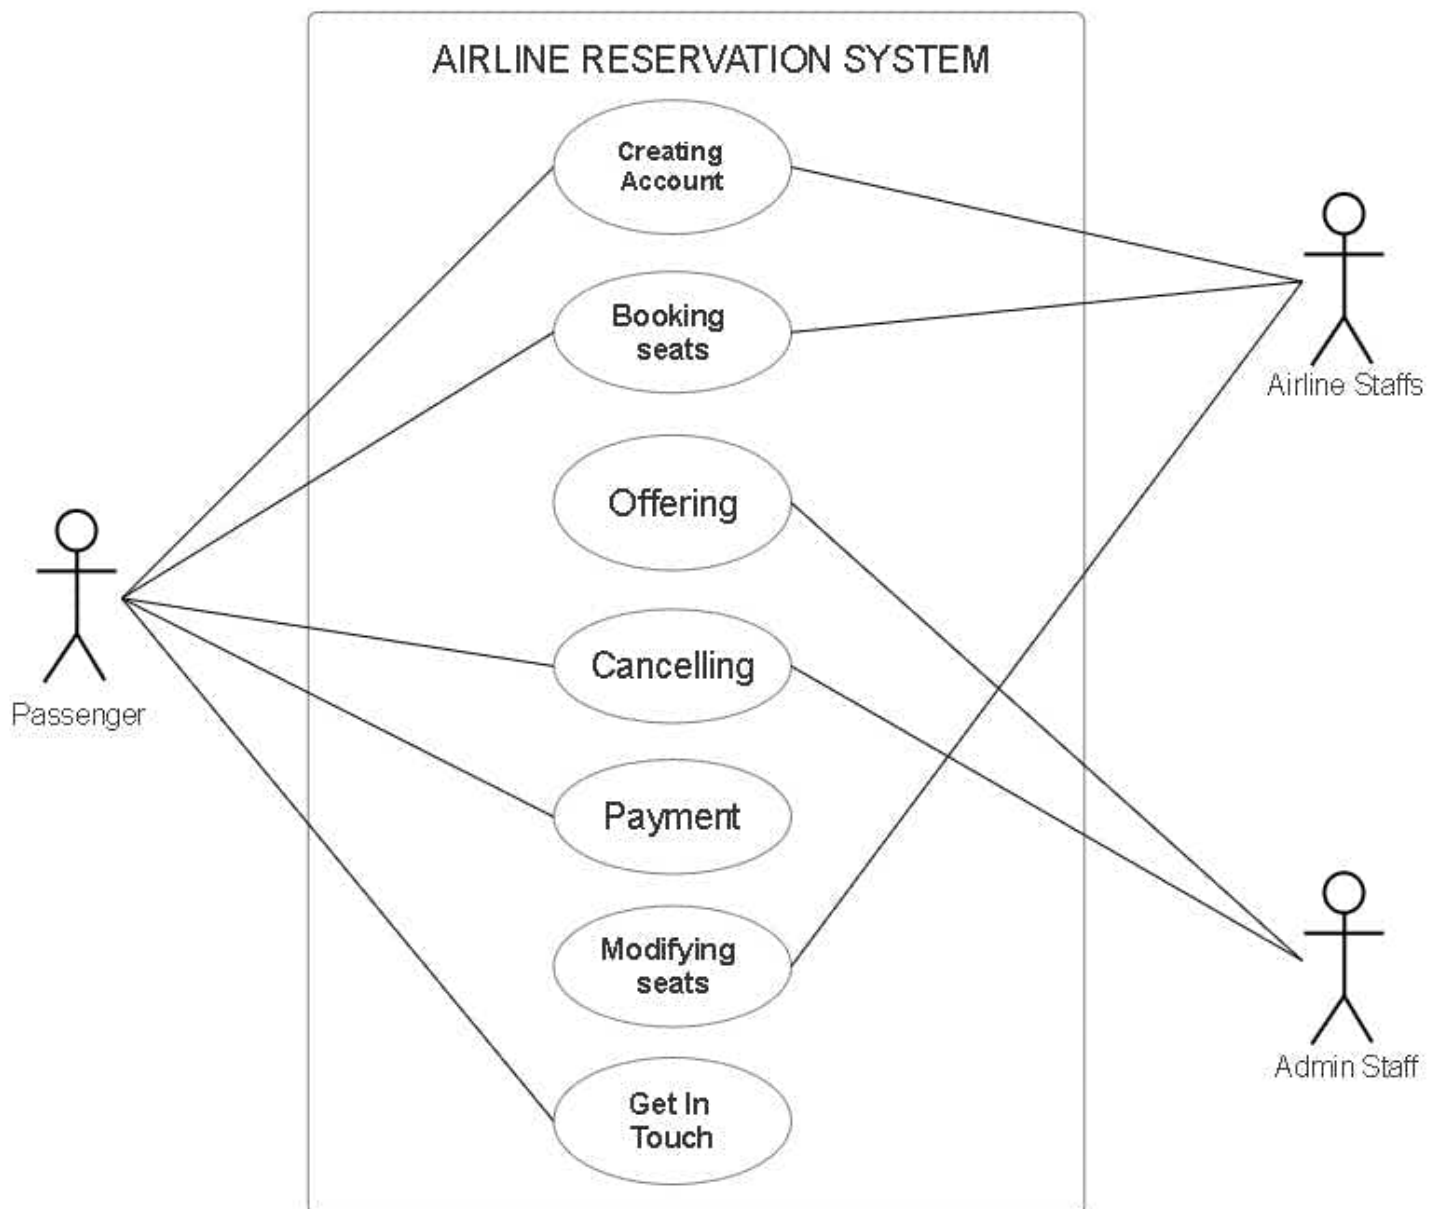 AIRLINE RESERVATION SYSTEM
Creating
Account
Booking
seats
Airline Staffs
Offering
Cancelling
Passenger
Payment
Modifying
seats
Admin Staff
Get In
Touch